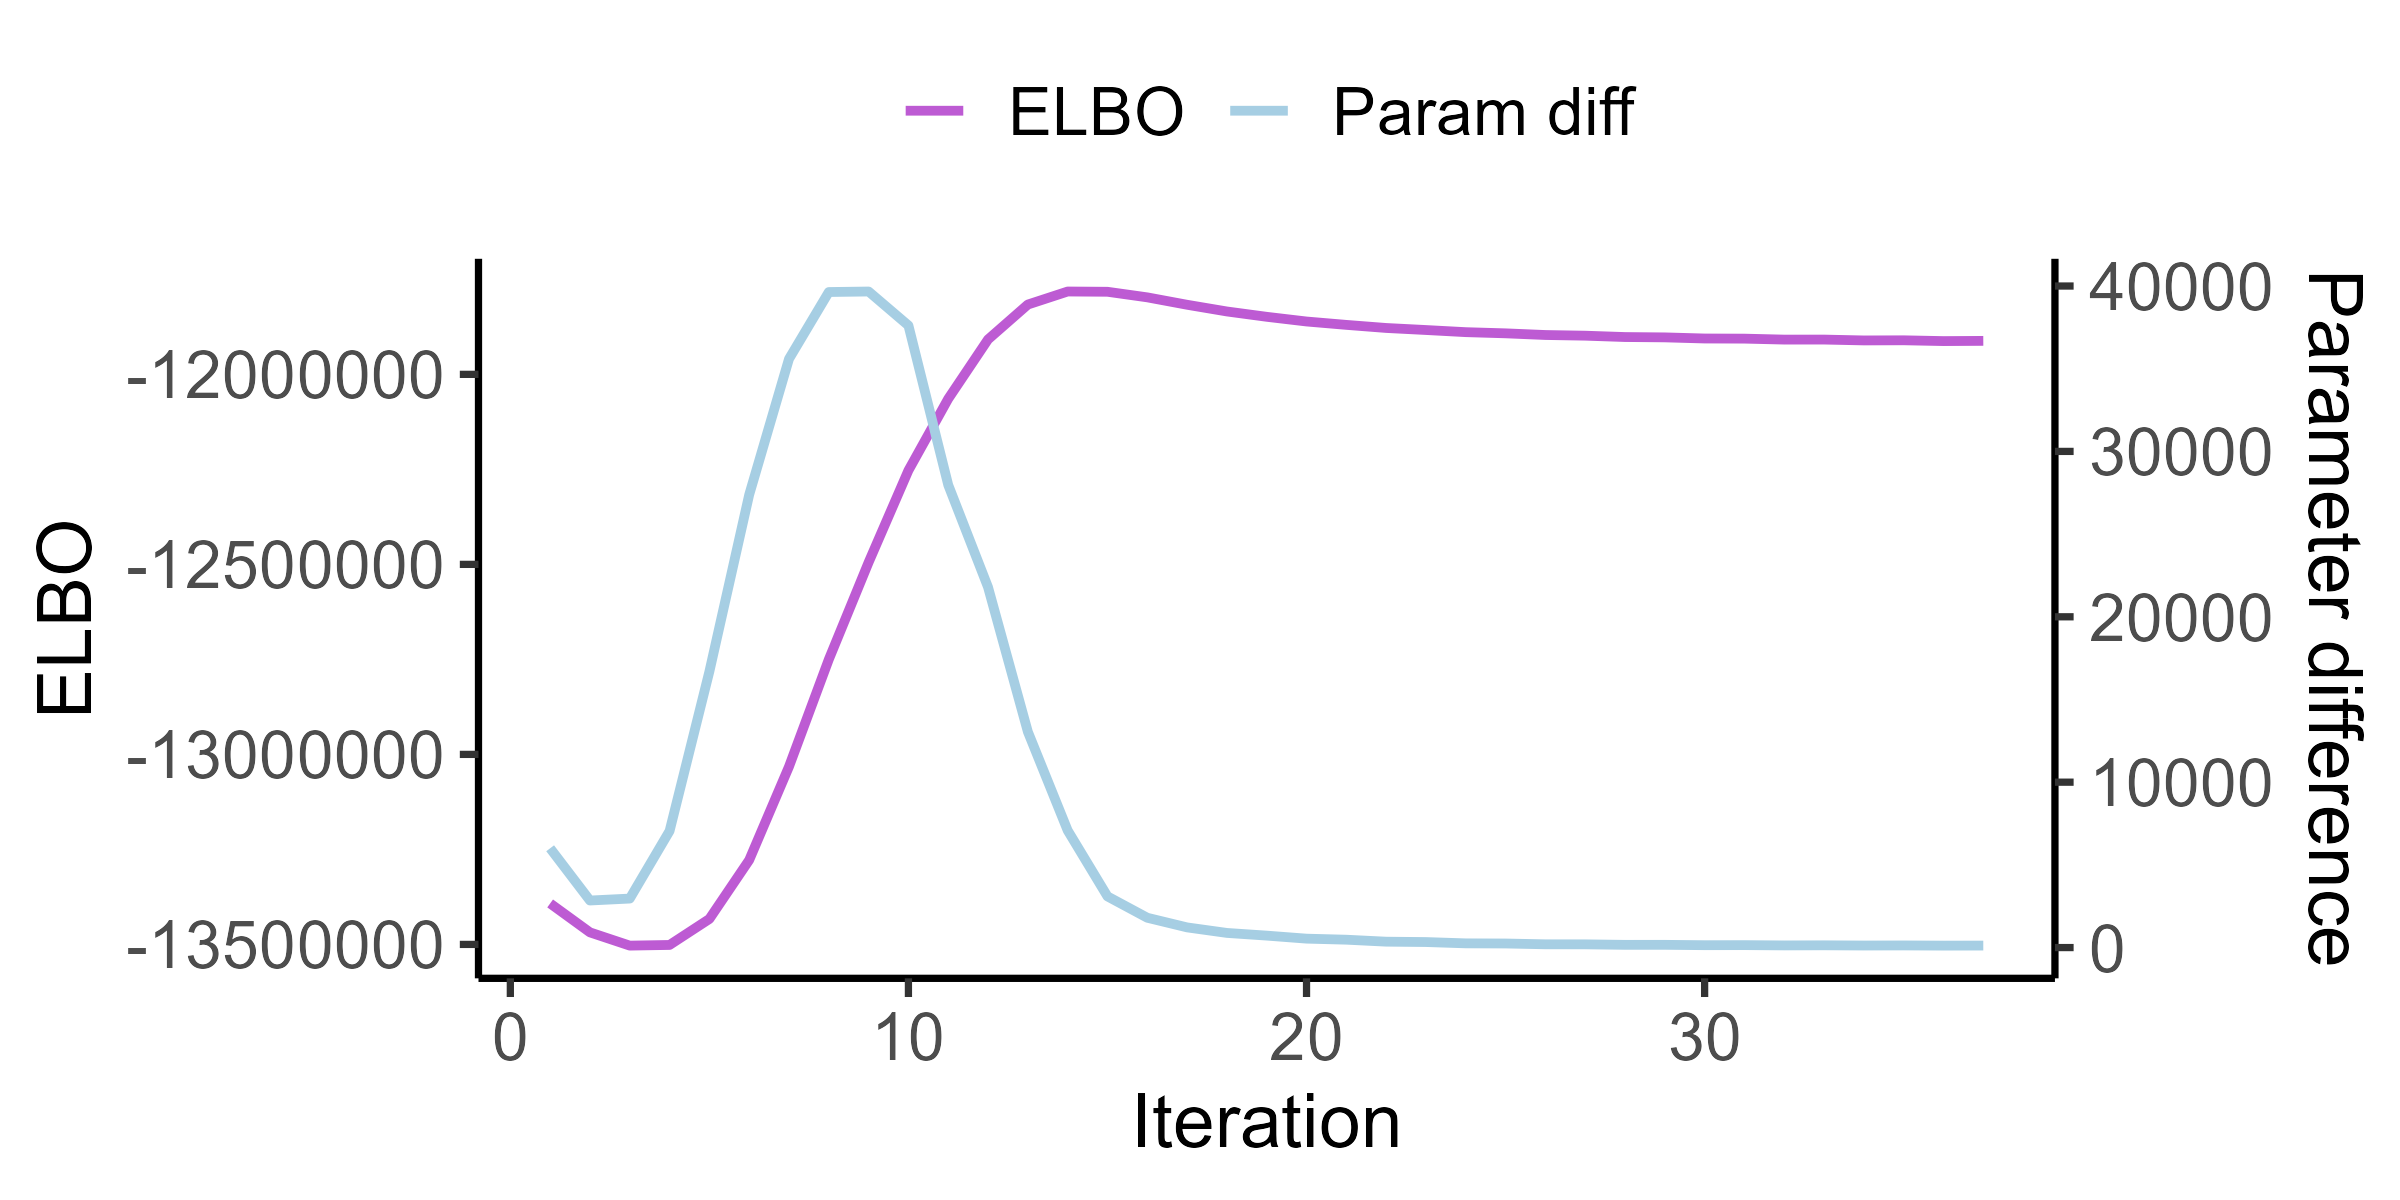 ELBO Param diff
ELBO
-12000000
-12500000
-13000000
-13500000
40000
30000
20000
10000
0
Parameter difference
0 10 20 30
Iteration